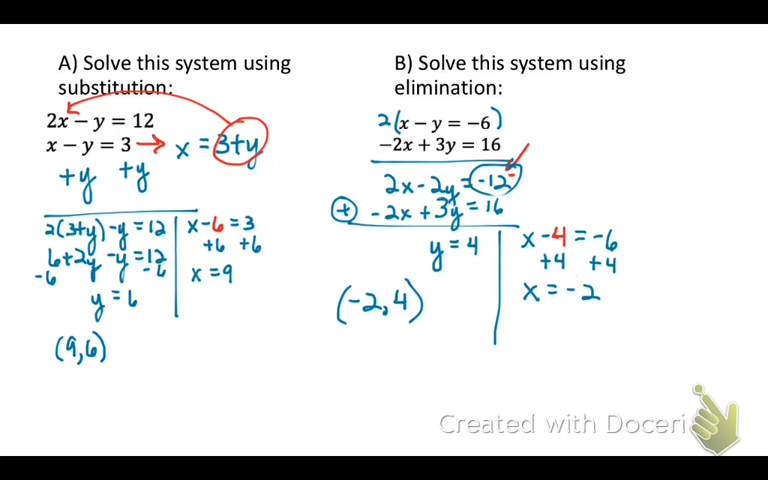 A) Solve this system using
substitution:
2x − y = 12
x − y = 3 → x = 3+y
+y +y
2(3+y) -y = 12
6+2y -y = 12
-6 -6
y = 6
x-6 = 3
+6 +6
x = 9
(9,6)
B) Solve this system using
elimination:
2(x − y = −6)
−2x + 3y = 16
2x - 2y = -12
+ -2x + 3y = 16
y = 4
x - 4 = -6
+4 +4
x = -2
(-2,4)
Created with Doceri